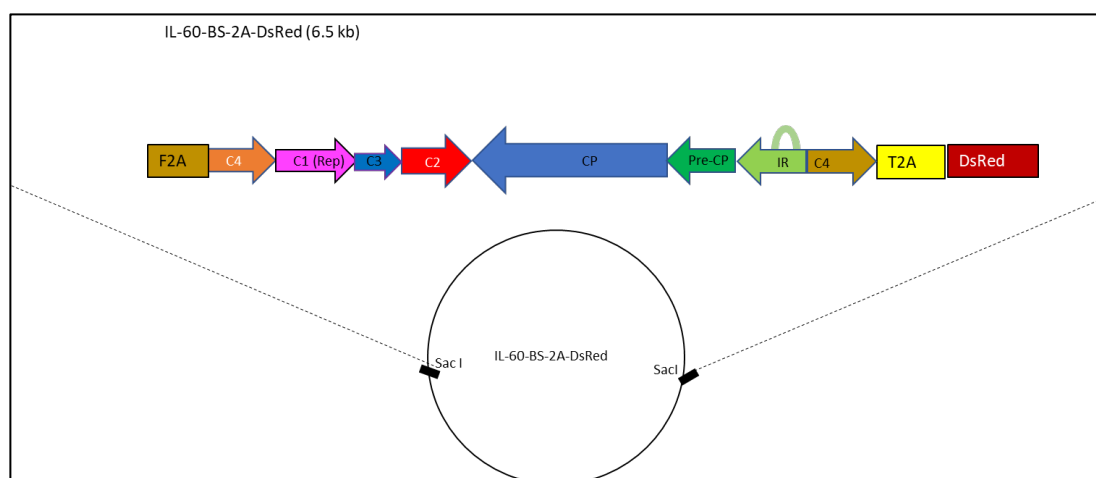 IL-60-BS-2A-DsRed (6.5 kb)
F2A C4 C1 (Rep) C3 C2 CP Pre-CP IR C4 T2A DsRed
Sac I IL-60-BS-2A-DsRed SacI